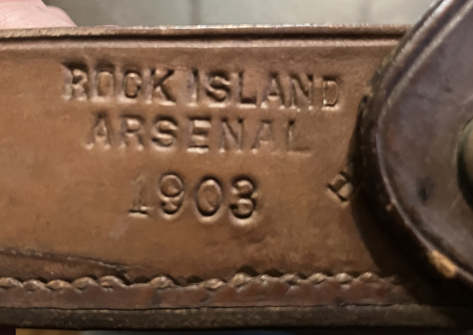 ROCK ISLAND
ARSENAL
1903